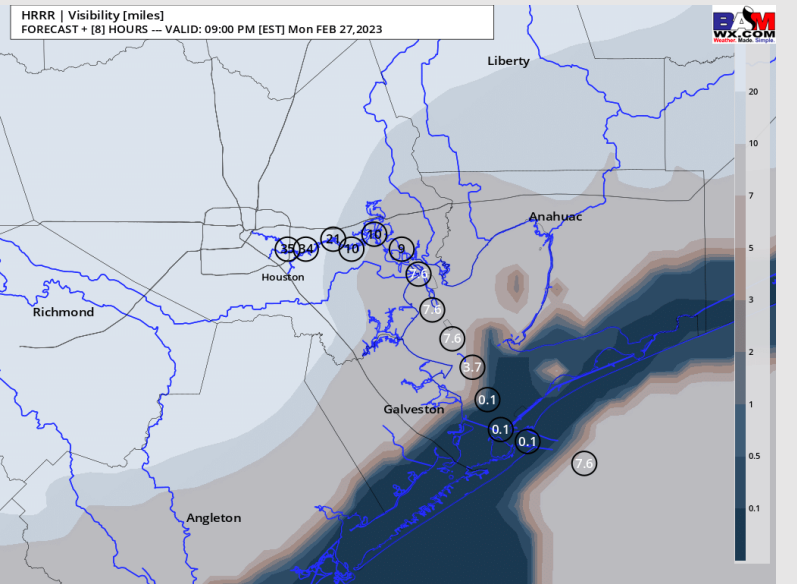 HRRR | Visibility [miles]
FORECAST + [8] HOURS --- VALID: 09:00 PM [EST] Mon FEB 27,2023
BAM
WX.COM
Weather. Made. Simple.
Liberty
20
10
7
Anahuac
10
21
35 34
10
9
5
Houston
7.6
3
Richmond
7.6
7.6
2
3.7
0.1
1
Galveston
0.1
0.1
0.5
7.6
0.1
Angleton